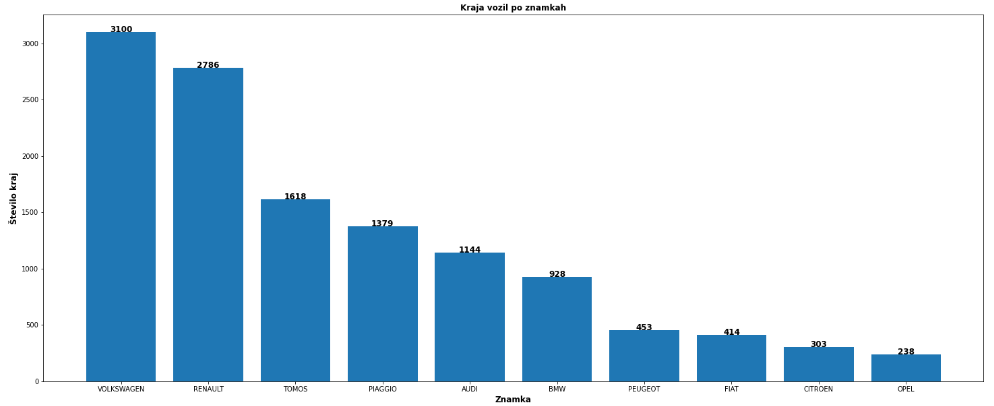 Kraja vozil po znamkah
Število kraj
3000
2500
2000
1500
1000
500
0
3100
2786
1618
1379
1144
928
453
414
303
238
VOLKSWAGEN
RENAULT
TOMOS
PIAGGIO
AUDI
BMW
PEUGEOT
FIAT
CITROEN
OPEL
Znamka